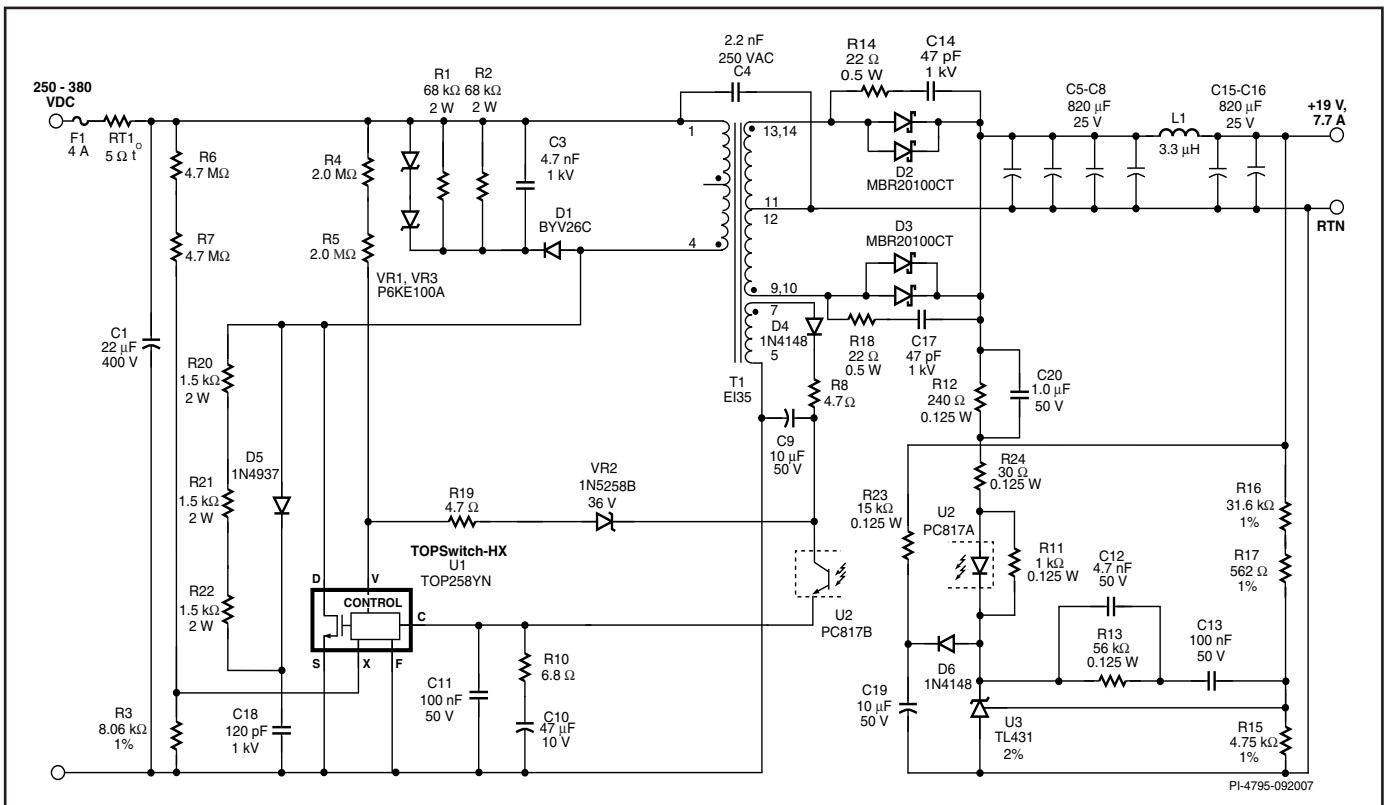 250 - 380
VDC
F1
4 A
RT1
5 Ω
t
O
R6
4.7 MΩ
R7
4.7 MΩ
C1
22 µF
400 V
R4
2.0 MΩ
R5
2.0 MΩ
R1
68 kΩ
2 W
R2
68 kΩ
2 W
C3
4.7 nF
1 kV
D1
BYV26C
VR1, VR3
P6KE100A
2.2 nF
250 VAC
C4
1
4
13,14
11
12
9,10
7
5
T1
EI35
R14
22 Ω
0.5 W
C14
47 pF
1 kV
D2
MBR20100CT
D3
MBR20100CT
C5-C8
820 µF
25 V
L1
3.3 µH
C15-C16
820 µF
25 V
+19 V,
7.7 A
RTN
D4
1N4148
R18
22 Ω
0.5 W
C17
47 pF
1 kV
R8
4.7Ω
C9
10 µF
50 V
R12
240 Ω
0.125 W
C20
1.0 µF
50 V
R20
1.5 kΩ
2 W
D5
1N4937
R21
1.5 kΩ
2 W
R22
1.5 kΩ
2 W
R19
4.7 Ω
VR2
1N5258B
36 V
TOPSwitch-HX
U1
TOP258YN
D
V
CONTROL
C
S
X
F
U2
PC817B
R24
30 Ω
0.125 W
R23
15 kΩ
0.125 W
U2
PC817A
R11
1 kΩ
0.125 W
C12
4.7 nF
50 V
R16
31.6 kΩ
1%
R17
562 Ω
1%
R13
56 kΩ
0.125 W
C13
100 nF
50 V
D6
1N4148
C19
10 µF
50 V
U3
TL431
2%
R15
4.75 kΩ
1%
R3
8.06 kΩ
1%
C18
120 pF
1 kV
C11
100 nF
50 V
R10
6.8 Ω
C10
47 µF
10 V
PI-4795-092007